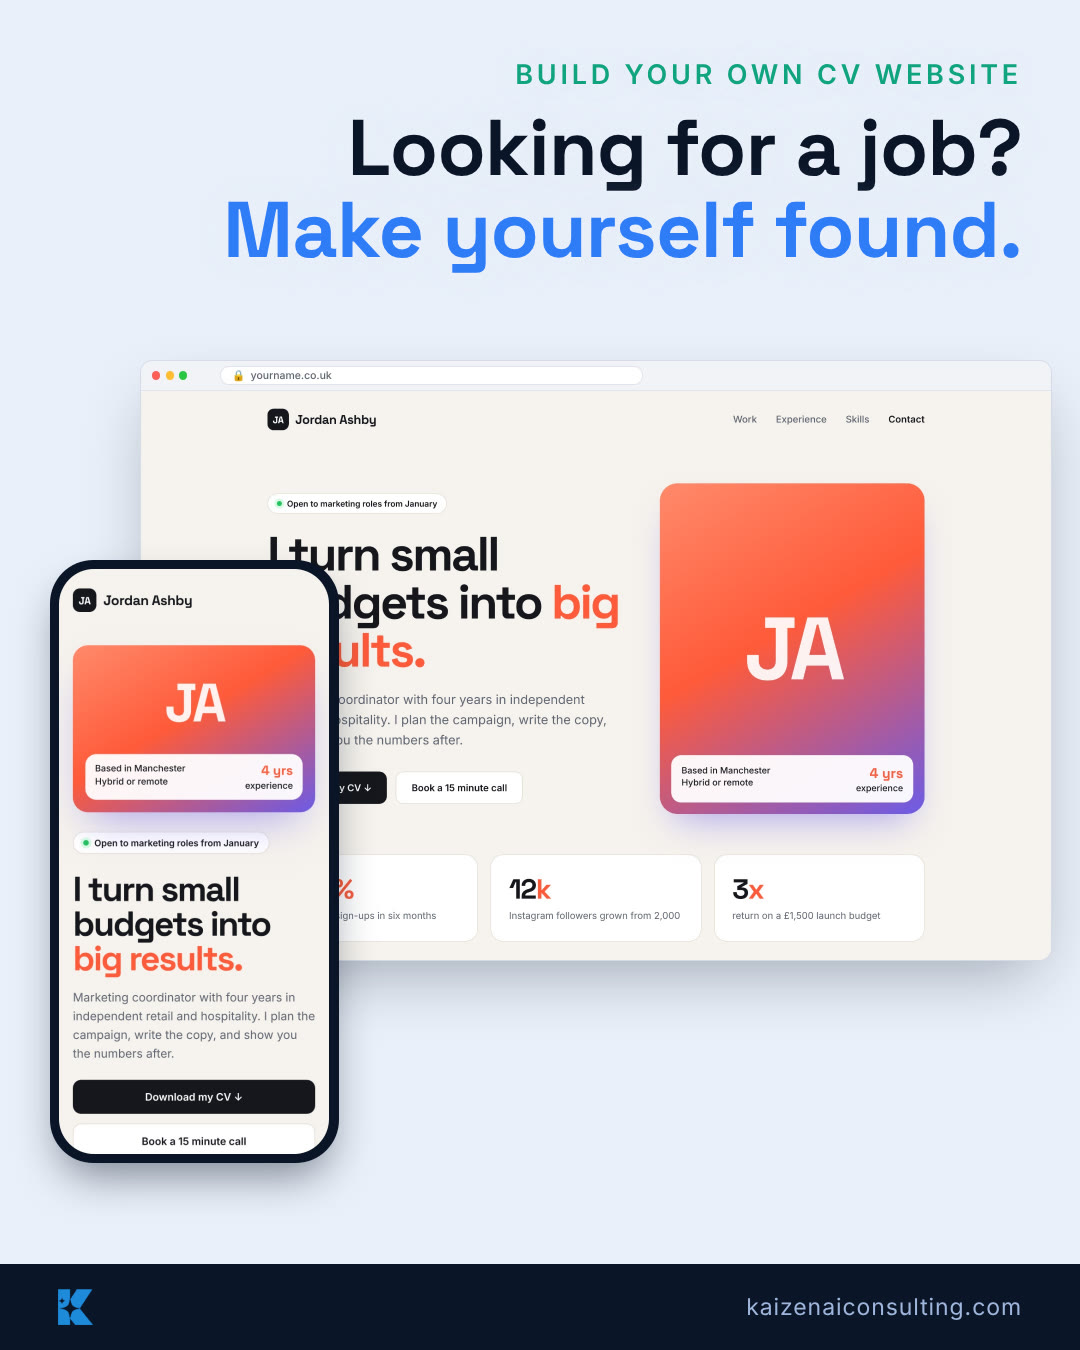 BUILD YOUR OWN CV WEBSITE
Looking for a job?
Make yourself found.
yourname.co.uk
JA Jordan Ashby
Work Experience Skills Contact
Open to marketing roles from January
I turn small
dgets into big
ults.
oordinator with four years in independent
spitality. I plan the campaign, write the copy,
ou the numbers after.
y CV ↓
Book a 15 minute call
JA
Based in Manchester
Hybrid or remote
4 yrs
experience
%
ign-ups in six months
12k
Instagram followers grown from 2,000
3x
return on a £1,500 launch budget
JA Jordan Ashby
JA
Based in Manchester
Hybrid or remote
4 yrs
experience
Open to marketing roles from January
I turn small
budgets into
big results.
Marketing coordinator with four years in
independent retail and hospitality. I plan the
campaign, write the copy, and show you
the numbers after.
Download my CV ↓
Book a 15 minute call
K
kaizenaiconsulting.com